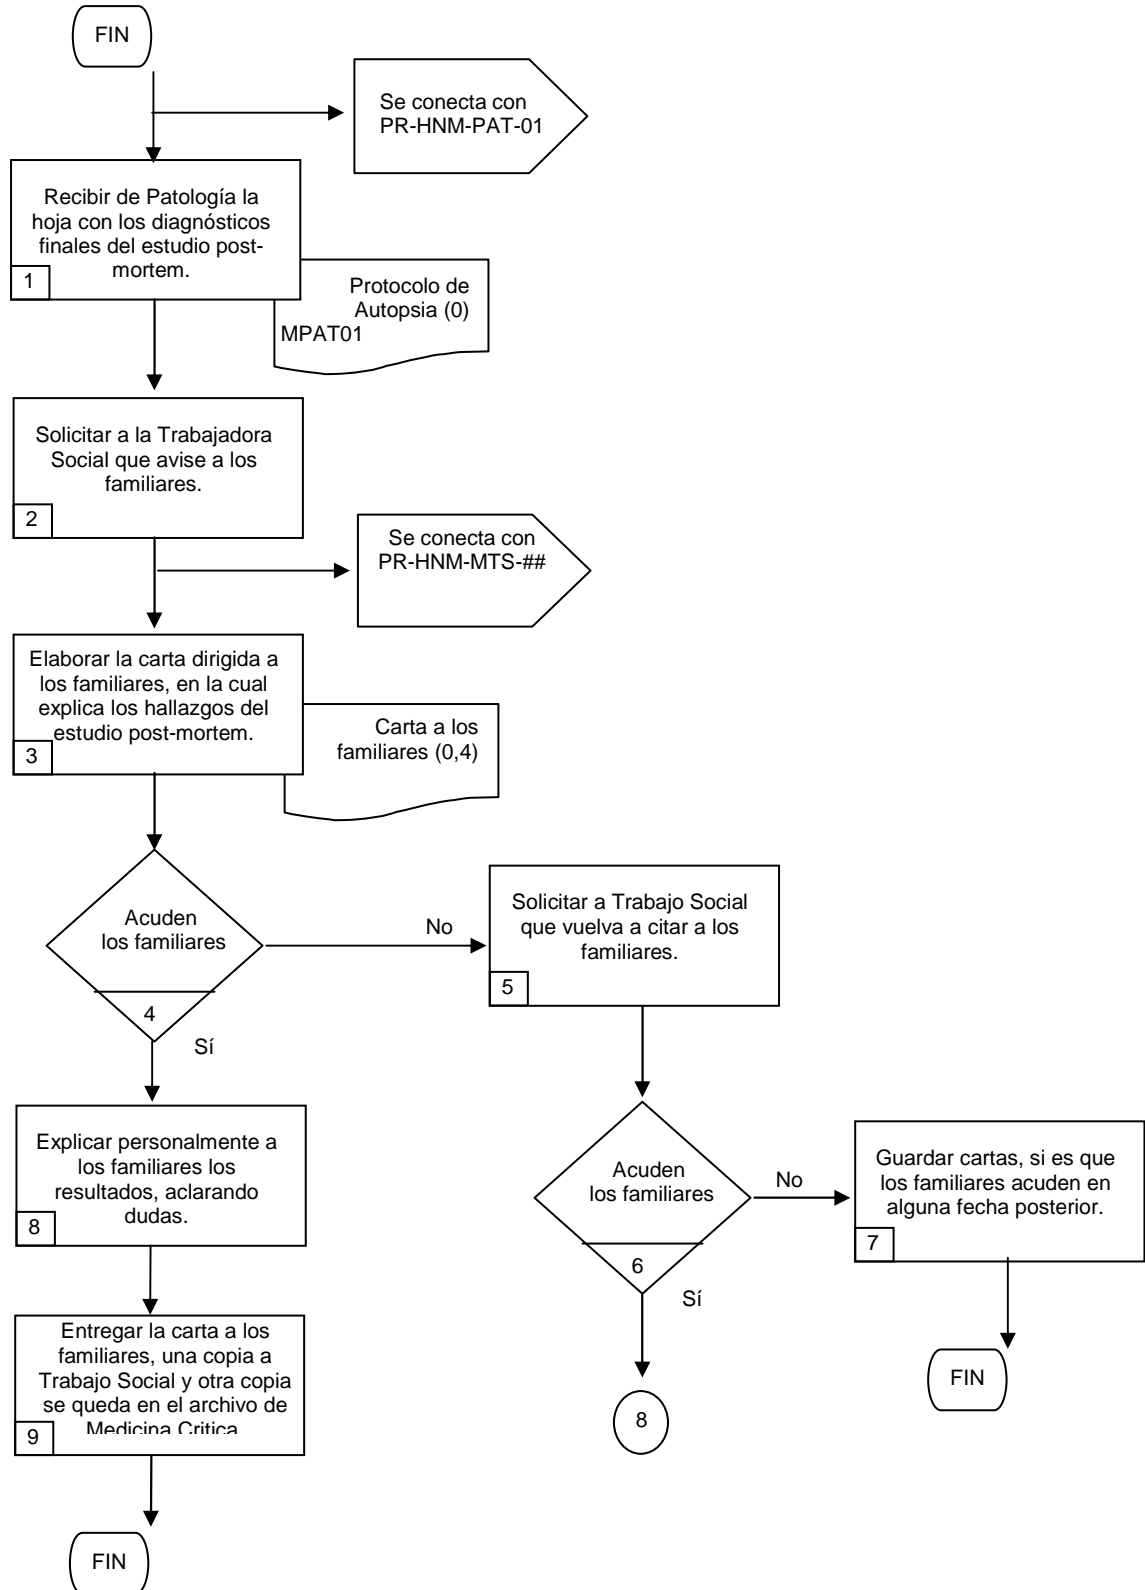 FIN
Se conecta con
PR-HNM-PAT-01
Recibir de Patología la
hoja con los diagnósticos
finales del estudio post-
mortem.
1
Protocolo de
Autopsia (0)
MPAT01
Solicitar a la Trabajadora
Social que avise a los
familiares.
2
Se conecta con
PR-HNM-MTS-##
Elaborar la carta dirigida a
los familiares, en la cual
explica los hallazgos del
estudio post-mortem.
3
Carta a los
familiares (0,4)
Acuden
los familiares
4
No
Sí
Solicitar a Trabajo Social
que vuelva a citar a los
familiares.
5
Acuden
los familiares
6
No
Sí
Guardar cartas, si es que
los familiares acuden en
alguna fecha posterior.
7
FIN
8
Explicar personalmente a
los familiares los
resultados, aclarando
dudas.
8
Entregar la carta a los
familiares, una copia a
Trabajo Social y otra copia
se queda en el archivo de
Medicina Critica
9
FIN